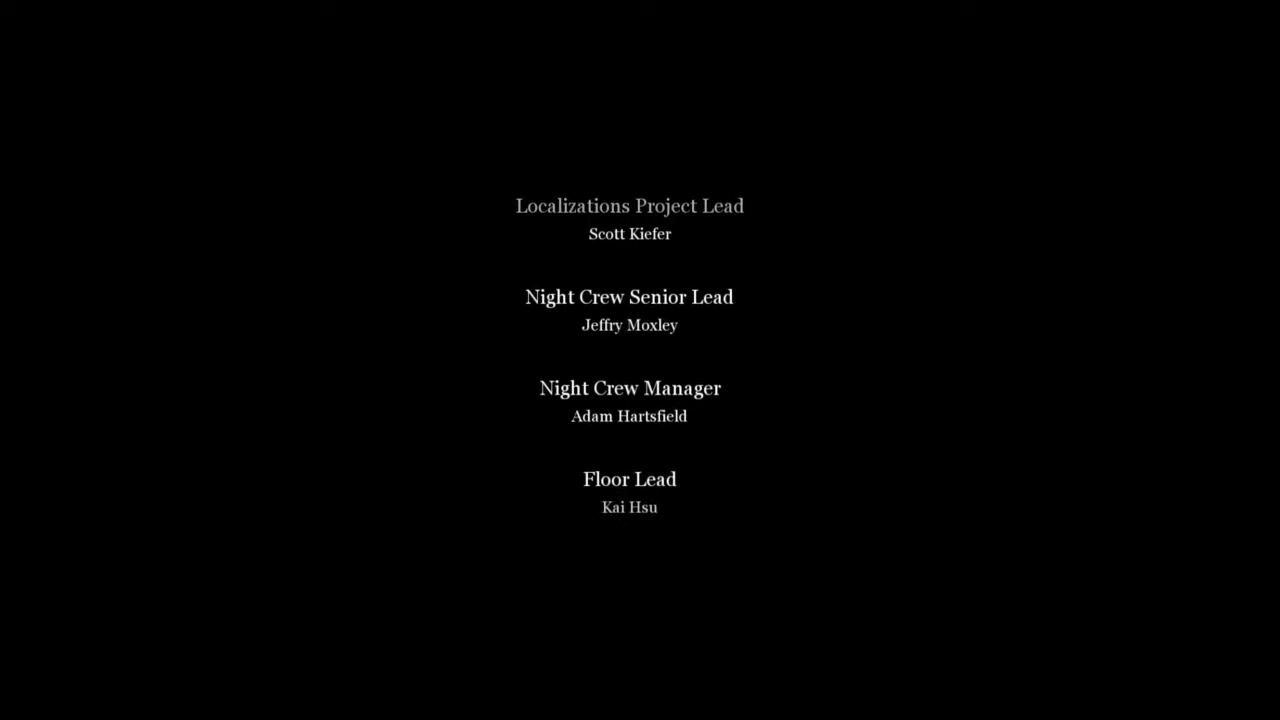 Localizations Project Lead
Scott Kiefer
Night Crew Senior Lead
Jeffry Moxley
Night Crew Manager
Adam Hartsfield
Floor Lead
Kai Hsu